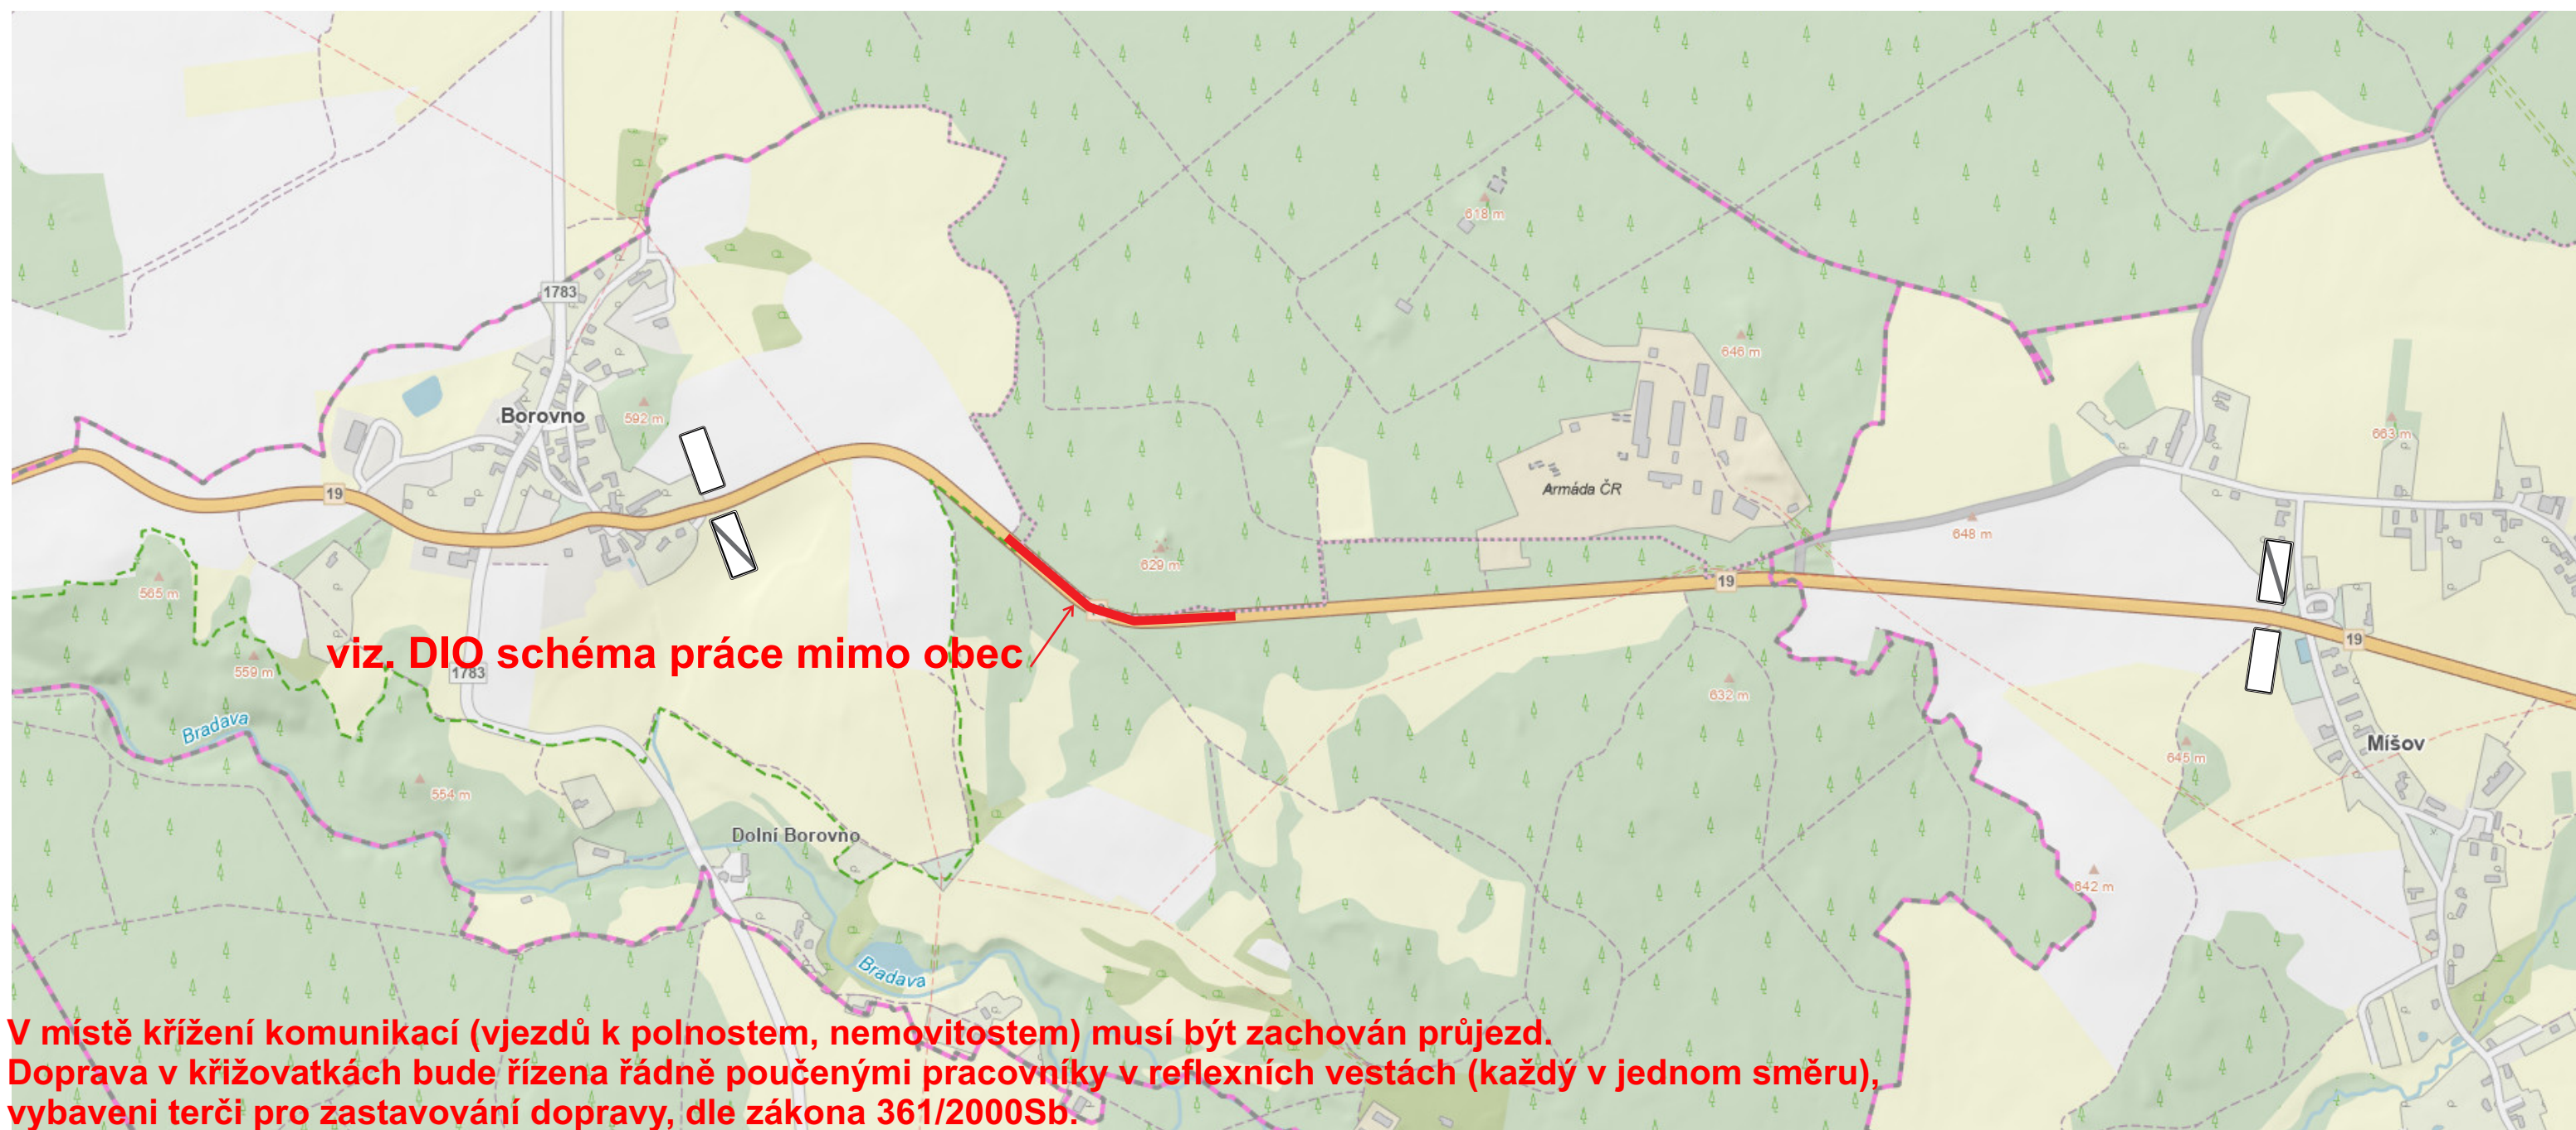 618 m
1783
646 m
Borovno
592 m
663 m
19
Armáda ČR
648 m
629 m
19
565 m
19
viz. DIO schéma práce mimo obec
559 m
1783
632 m
Bradava
Míšov
645 m
554 m
Dolní Borovno
642 m
Bradava
V místě křížení komunikací (vjezdů k polnostem, nemovitostem) musí být zachován průjezd.
Doprava v křižovatkách bude řízena řádně poučenými pracovníky v reflexních vestách (každý v jednom směru),
vybaveni terči pro zastavování dopravy, dle zákona 361/2000Sb.